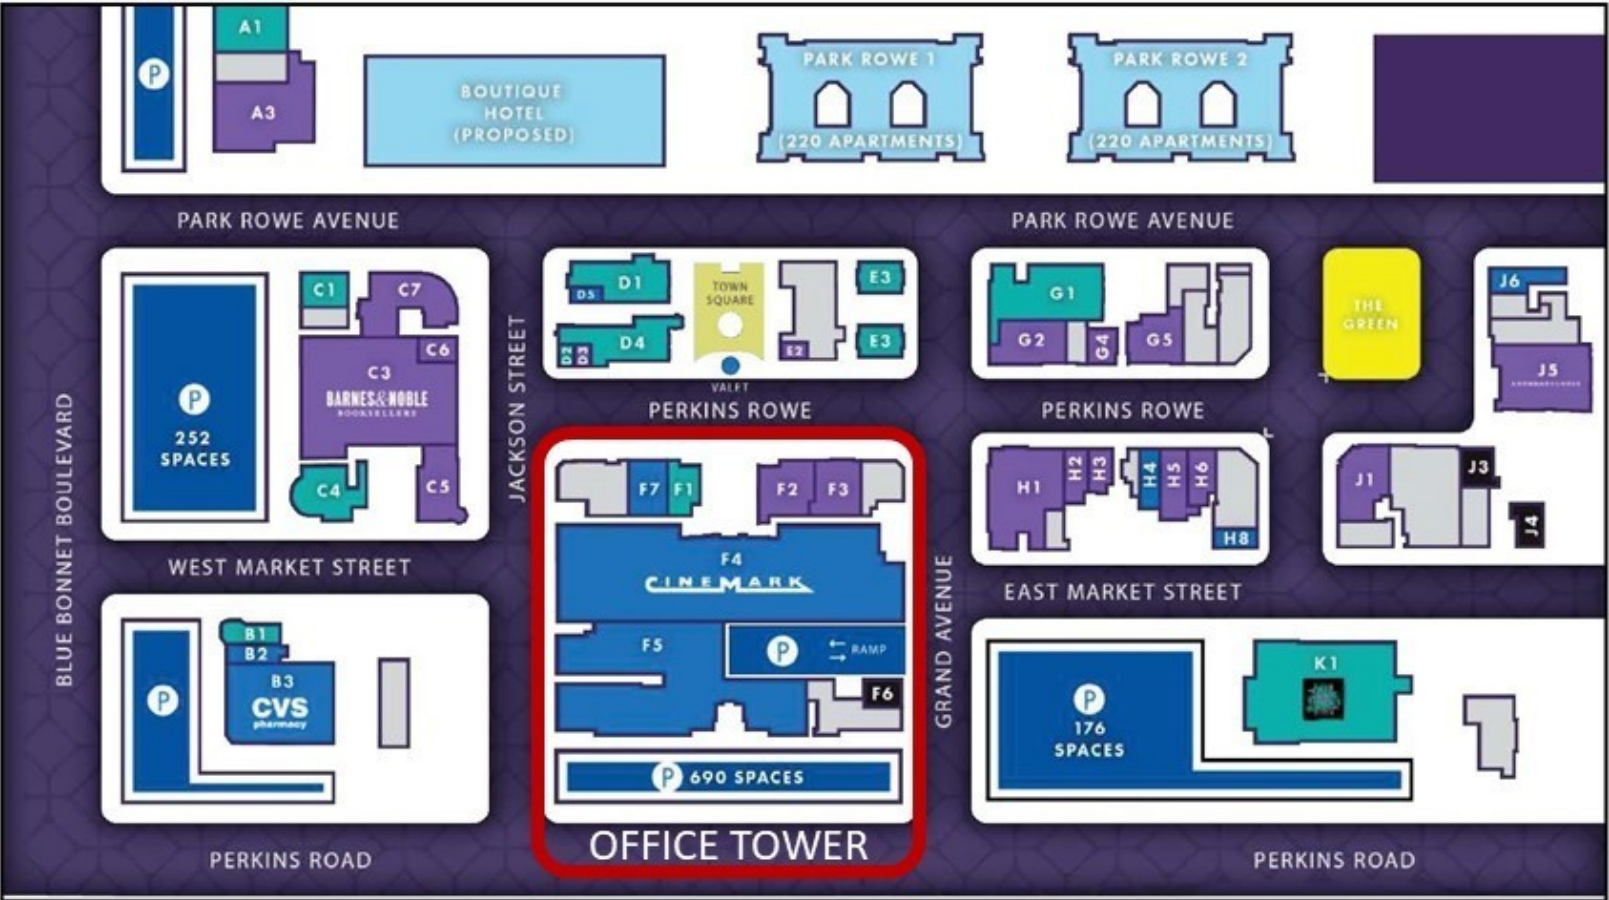 A1
P
A3
BOUTIQUE
HOTEL
(PROPOSED)
PARK ROWE 1
(220 APARTMENTS)
PARK ROWE 2
(220 APARTMENTS)
PARK ROWE AVENUE
PARK ROWE AVENUE
BLUE BONNET BOULEVARD
P
252
SPACES
C1
C7
C6
C3
BARNES&NOBLE
BOOKSELLERS
C4
C5
JACKSON STREET
D1
D5
D4
D2
D3
TOWN
SQUARE
VALET
E2
E3
E3
G1
G2
G4
G5
THE
GREEN
J6
J5
PERKINS ROWE
PERKINS ROWE
F7
F1
F2
F3
F4
CINEMARK
F5
P
RAMP
F6
P 690 SPACES
OFFICE TOWER
GRAND AVENUE
H1
H2
H3
H4
H5
H6
H8
J1
J3
J4
WEST MARKET STREET
EAST MARKET STREET
P
B1
B2
B3
CVS
pharmacy
P
176
SPACES
K1
PERKINS ROAD
PERKINS ROAD